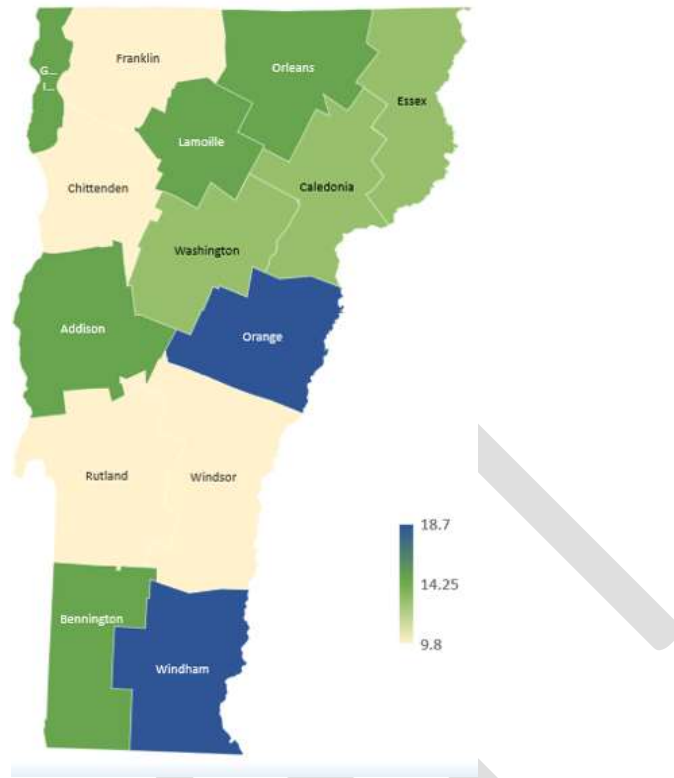 Franklin
Orleans
G...
I...
Essex
Lamoille
Chittenden
Caledonia
Washington
Addison
Orange
Rutland
Windsor
18.7
14.25
9.8
Bennington
Windham